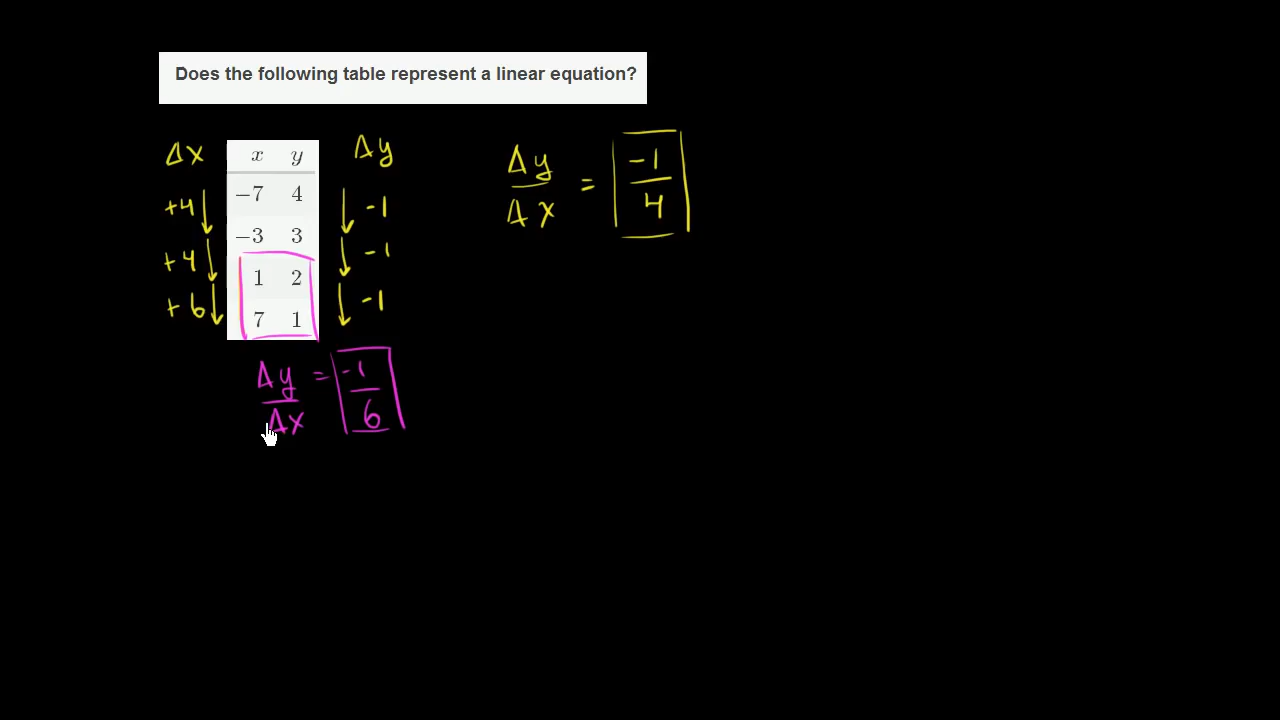 Does the following table represent a linear equation?
Δx x y Δy
−7 4
+4 -1
−3 3
+4 -1
1 2
+6 -1
7 1
Δy/Δx = -1/4
Δy/Δx = -1/6